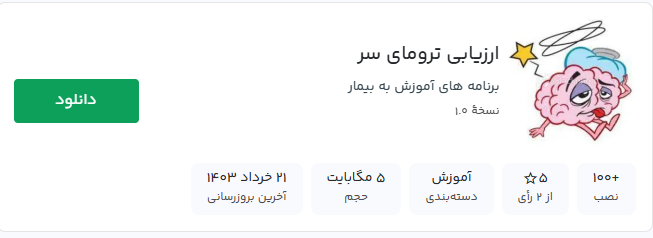 ارزیابی ترومای سر
برنامه های آموزش به بیمار
نسخهٔ ۱.۰
دانلود
+۱۰۰
نصب
۵☆
از ۲ رأی
آموزش
دسته‌بندی
۵ مگابایت
حجم
۲۱ خرداد ۱۴۰۳
آخرین بروزرسانی